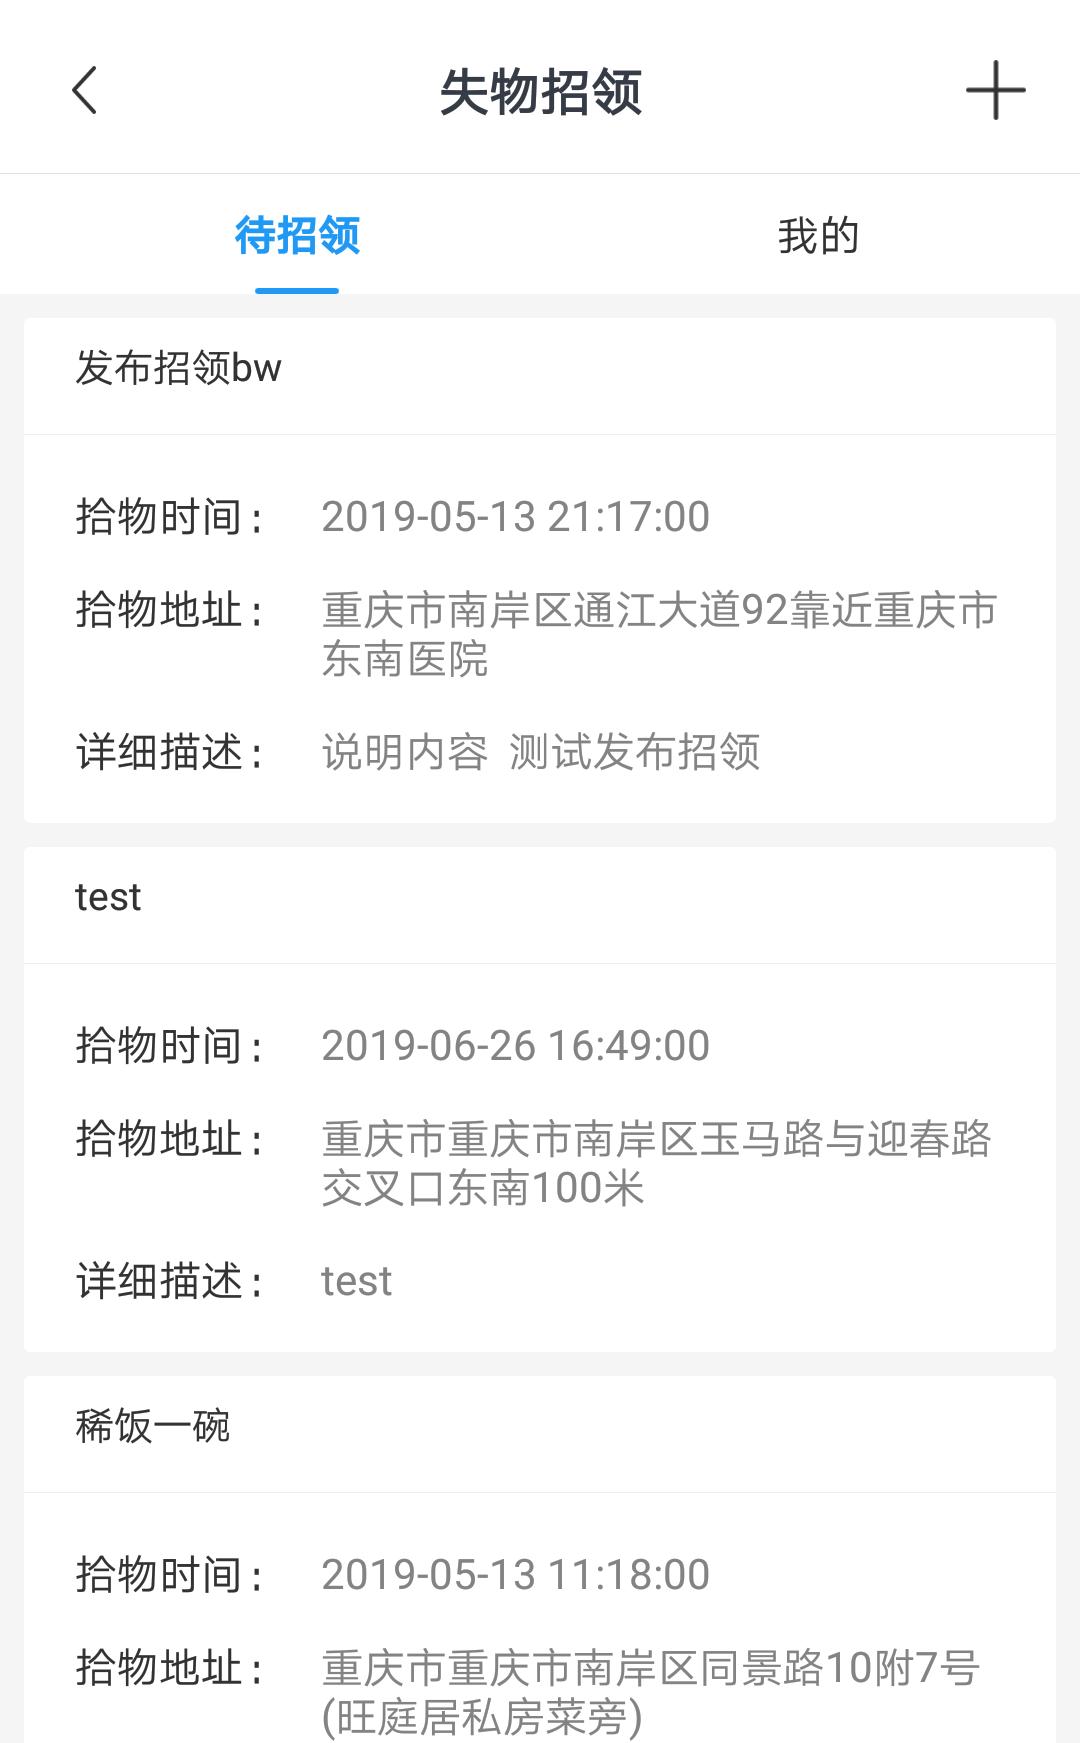 失物招领
待招领 我的
发布招领bw
拾物时间： 2019-05-13 21:17:00
拾物地址： 重庆市南岸区通江大道92靠近重庆市
东南医院
详细描述： 说明内容 测试发布招领
test
拾物时间： 2019-06-26 16:49:00
拾物地址： 重庆市重庆市南岸区玉马路与迎春路
交叉口东南100米
详细描述： test
稀饭一碗
拾物时间： 2019-05-13 11:18:00
拾物地址： 重庆市重庆市南岸区同景路10附7号
(旺庭居私房菜旁)